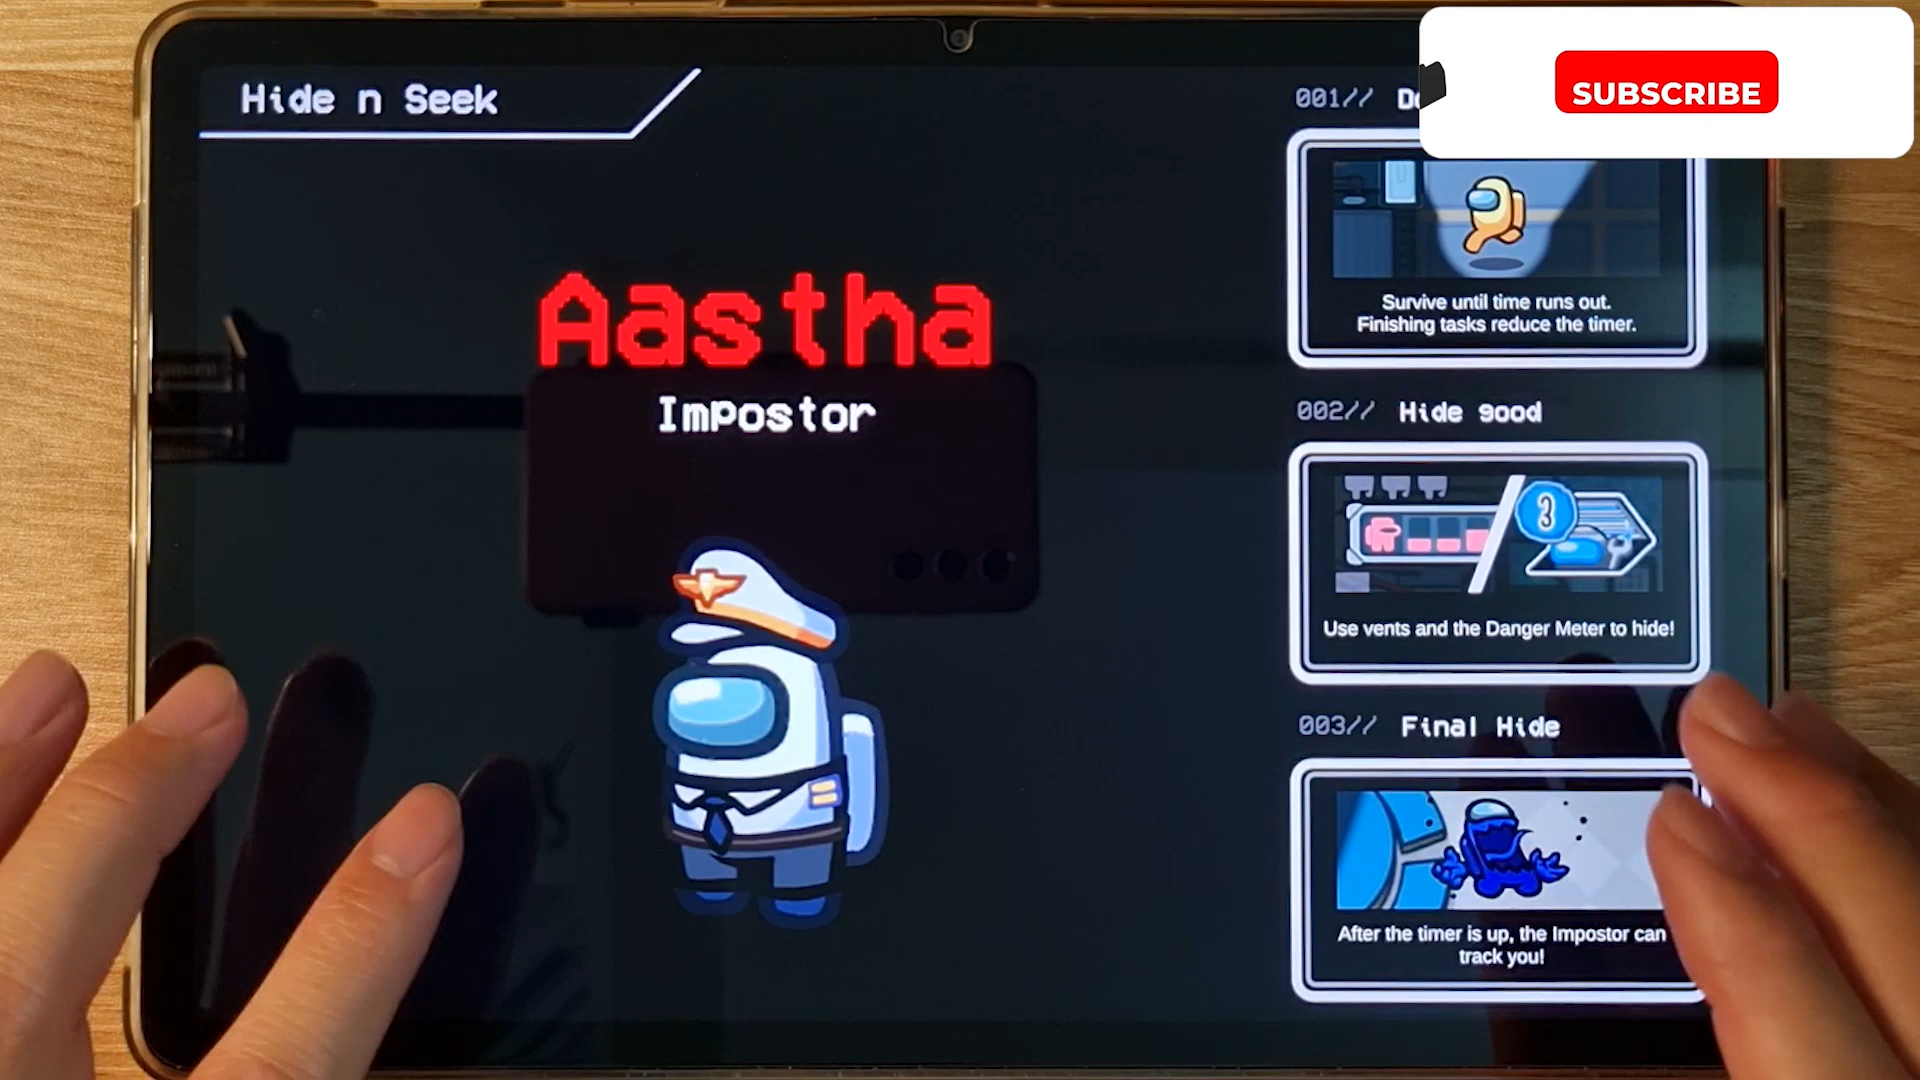 Hide n Seek
SUBSCRIBE
001//
Aastha
Impostor
Survive until time runs out.
Finishing tasks reduce the timer.
002// Hide good
3
Use vents and the Danger Meter to hide!
003// Final Hide
After the timer is up, the Impostor can
track you!